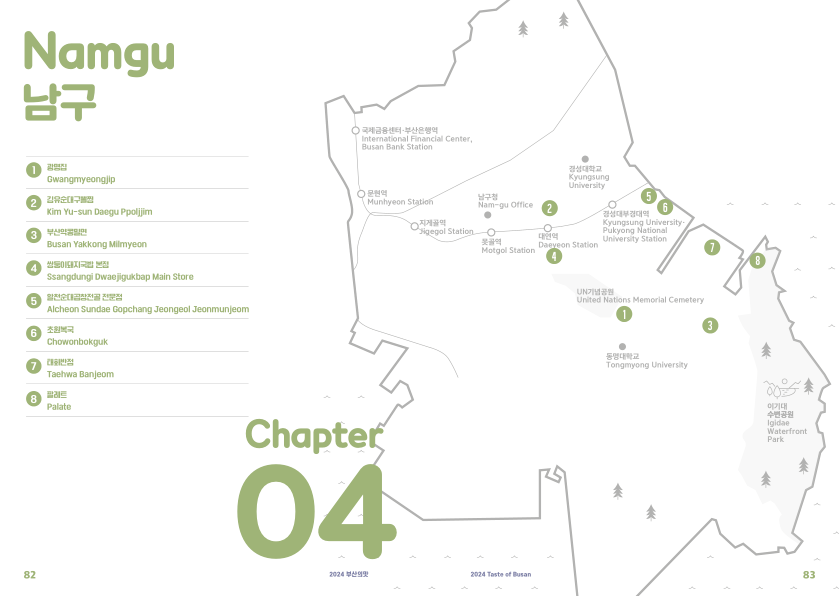 Namgu
남구
1
광명집
Gwangmyeongjip
2
김유순대구뽈찜
Kim Yu-sun Daegu Ppoljjim
3
부산약콩밀면
Busan Yakkong Milmyeon
4
쌍둥이돼지국밥 본점
Ssangdungi Dwaejigukbap Main Store
5
알천순대곱창전골 전문점
Alcheon Sundae Gopchang Jeongeol Jeonmunjeom
6
초원복국
Chowonbokguk
7
태화반점
Taehwa Banjeom
8
팔레트
Palate
Chapter
04
국제금융센터·부산은행역
International Financial Center,
Busan Bank Station
문현역
Munhyeon Station
지게골역
Jigegol Station
남구청
Nam-gu Office
못골역
Motgol Station
2
대연역
Daeyeon Station
4
경성대학교
Kyungsung
University
5
6
경성대부경대역
Kyungsung University-
Pukyong National
University Station
7
8
UN기념공원
United Nations Memorial Cemetery
1
3
동명대학교
Tongmyong University
이기대
수변공원
Igidae
Waterfront
Park
82
2024 부산의맛
2024 Taste of Busan
83